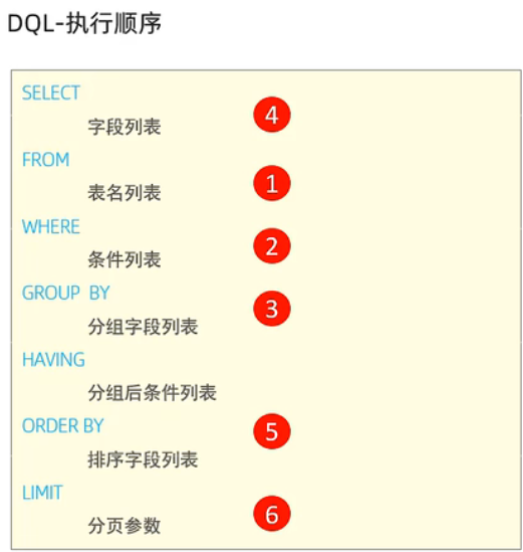 DQL-执行顺序
SELECT
字段列表 4
FROM
表名列表 1
WHERE
条件列表 2
GROUP BY
分组字段列表 3
HAVING
分组后条件列表
ORDER BY
排序字段列表 5
LIMIT
分页参数 6